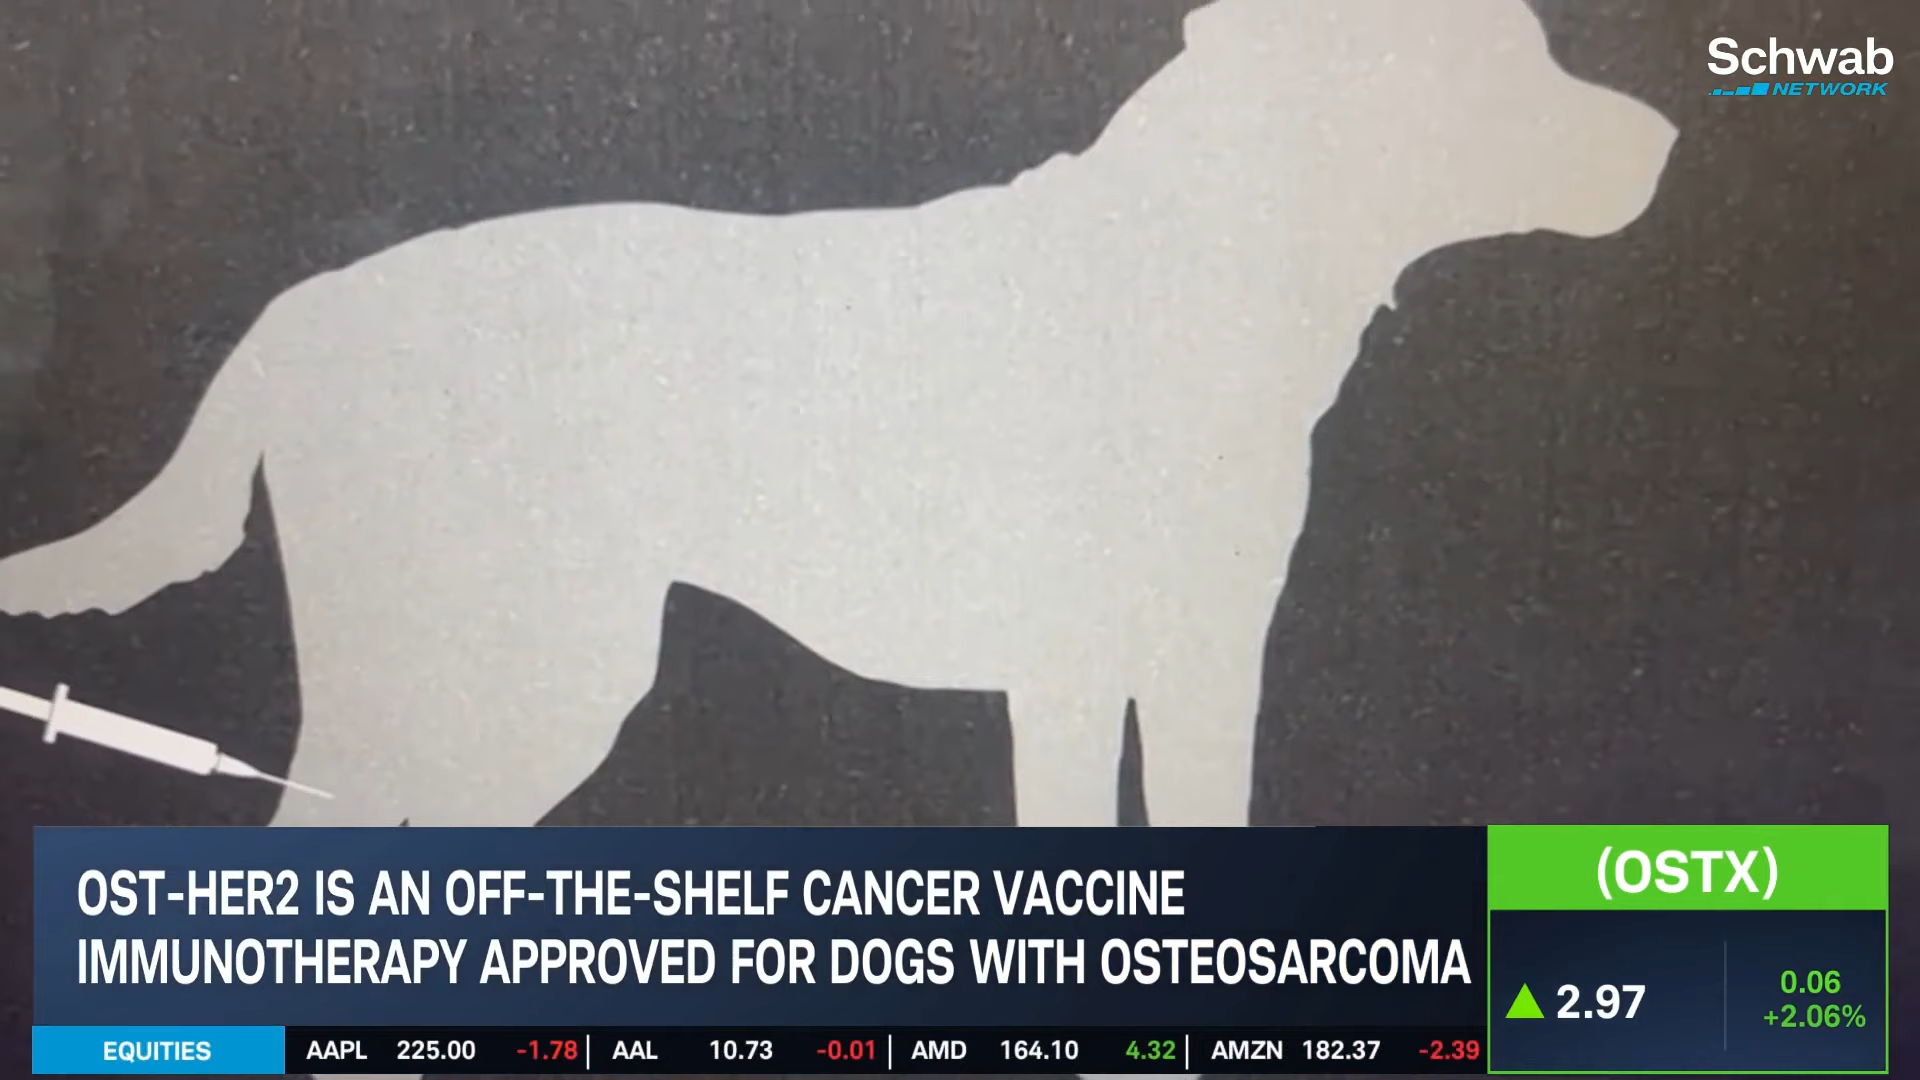 Schwab
NETWORK
OST-HER2 IS AN OFF-THE-SHELF CANCER VACCINE
IMMUNOTHERAPY APPROVED FOR DOGS WITH OSTEOSARCOMA
(OSTX)
2.97
0.06
+2.06%
EQUITIES AAPL 225.00 -1.78 AAL 10.73 -0.01 AMD 164.10 4.32 AMZN 182.37 -2.39